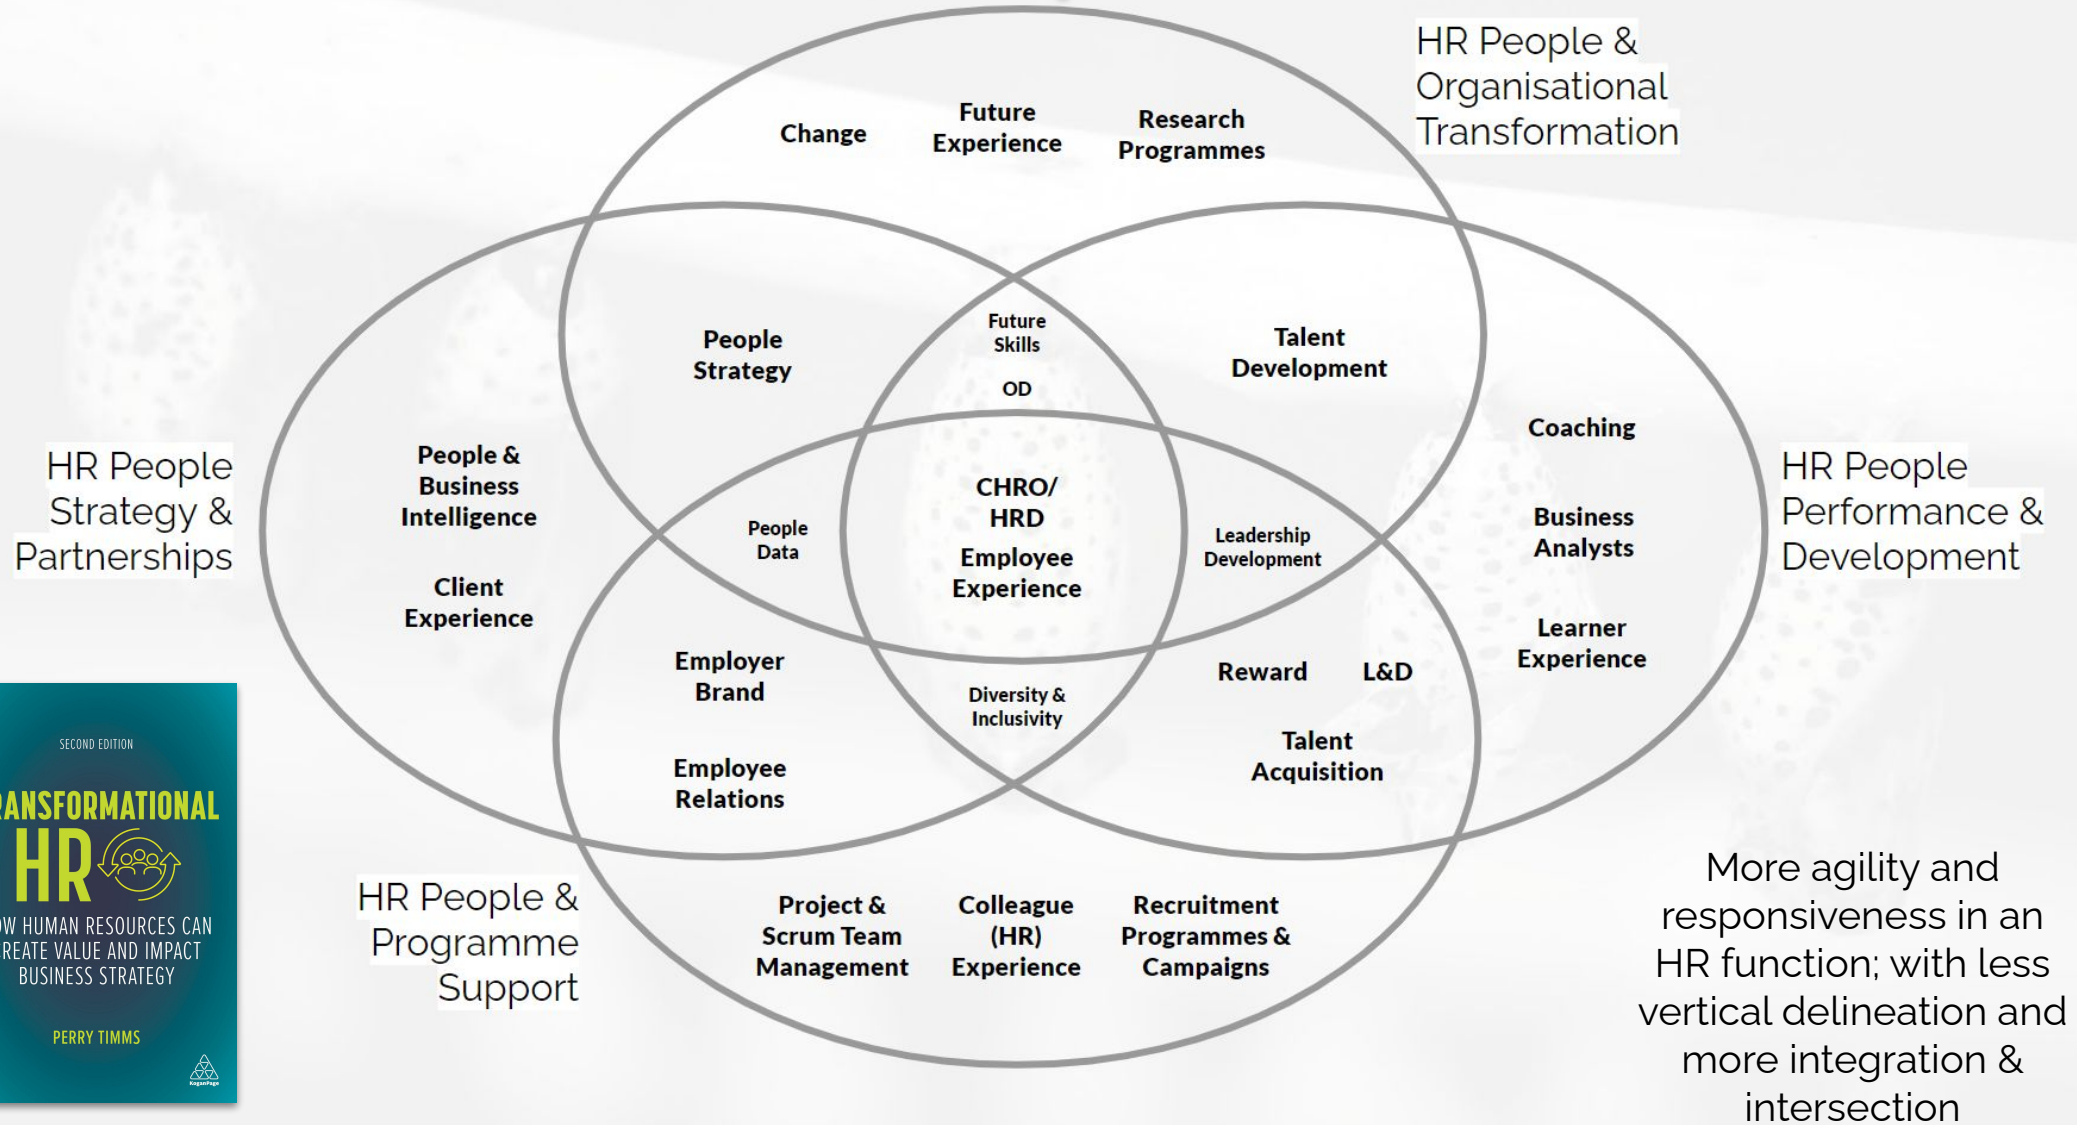 HR People &
Organisational
Transformation
Change
Future
Experience
Research
Programmes
People
Strategy
Future
Skills
OD
Talent
Development
HR People
Strategy &
Partnerships
People &
Business
Intelligence
Client
Experience
People
Data
CHRO/
HRD
Employee
Experience
Leadership
Development
Coaching
Business
Analysts
Learner
Experience
HR People
Performance &
Development
Employer
Brand
Employee
Relations
Diversity &
Inclusivity
Reward
L&D
Talent
Acquisition
HR People &
Programme
Support
Project &
Scrum Team
Management
Colleague
(HR)
Experience
Recruitment
Programmes &
Campaigns
SECOND EDITION
RANSFORMATIONAL
HR
OW HUMAN RESOURCES CAN
REATE VALUE AND IMPACT
BUSINESS STRATEGY
PERRY TIMMS
KoganPage
More agility and
responsiveness in an
HR function; with less
vertical delineation and
more integration &
intersection